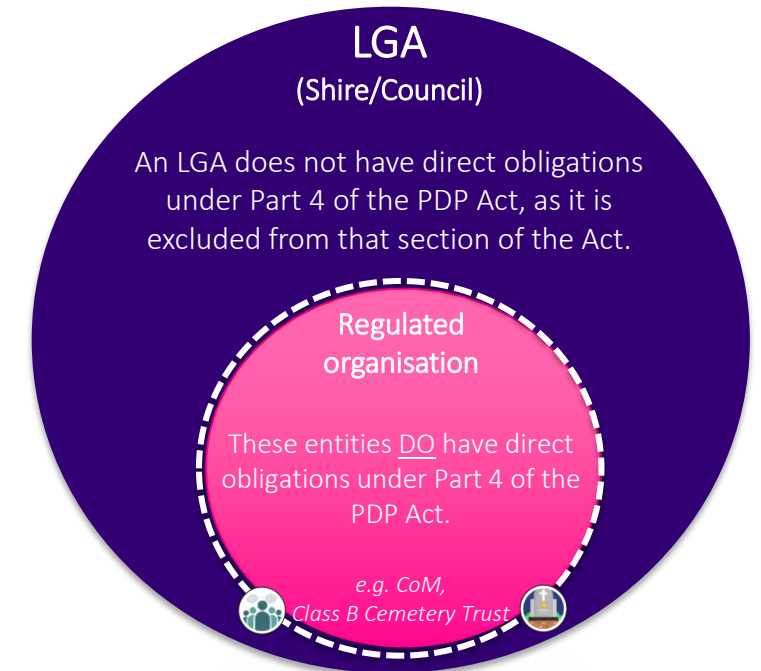 LGA
(Shire/Council)
An LGA does not have direct obligations
under Part 4 of the PDP Act, as it is
excluded from that section of the Act.
Regulated
organisation
These entities DO have direct
obligations under Part 4 of the
PDP Act.
e.g. CoM,
Class B Cemetery Trust